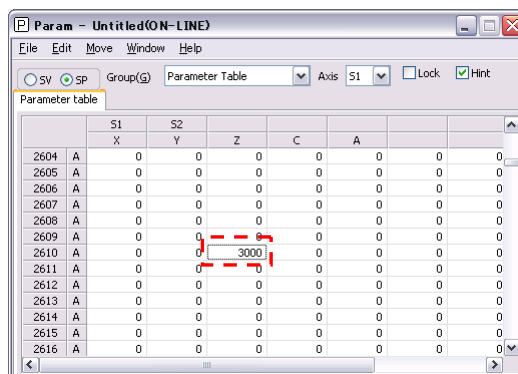 P Param - Untitled(ON-LINE)
File Edit Move Window Help
SV SP Group(G) Parameter Table Axis S1 Lock Hint
Parameter table
S1 S2
X Y Z C A
2604 A 0 0 0 0 0 0 0
2605 A 0 0 0 0 0 0 0
2606 A 0 0 0 0 0 0 0
2607 A 0 0 0 0 0 0 0
2608 A 0 0 0 0 0 0 0
2609 A 0 0 0 0 0 0 0
2610 A 0 0 3000 0 0 0 0
2611 A 0 0 0 0 0 0 0
2612 A 0 0 0 0 0 0 0
2613 A 0 0 0 0 0 0 0
2614 A 0 0 0 0 0 0 0
2615 A 0 0 0 0 0 0 0
2616 A 0 0 0 0 0 0 0